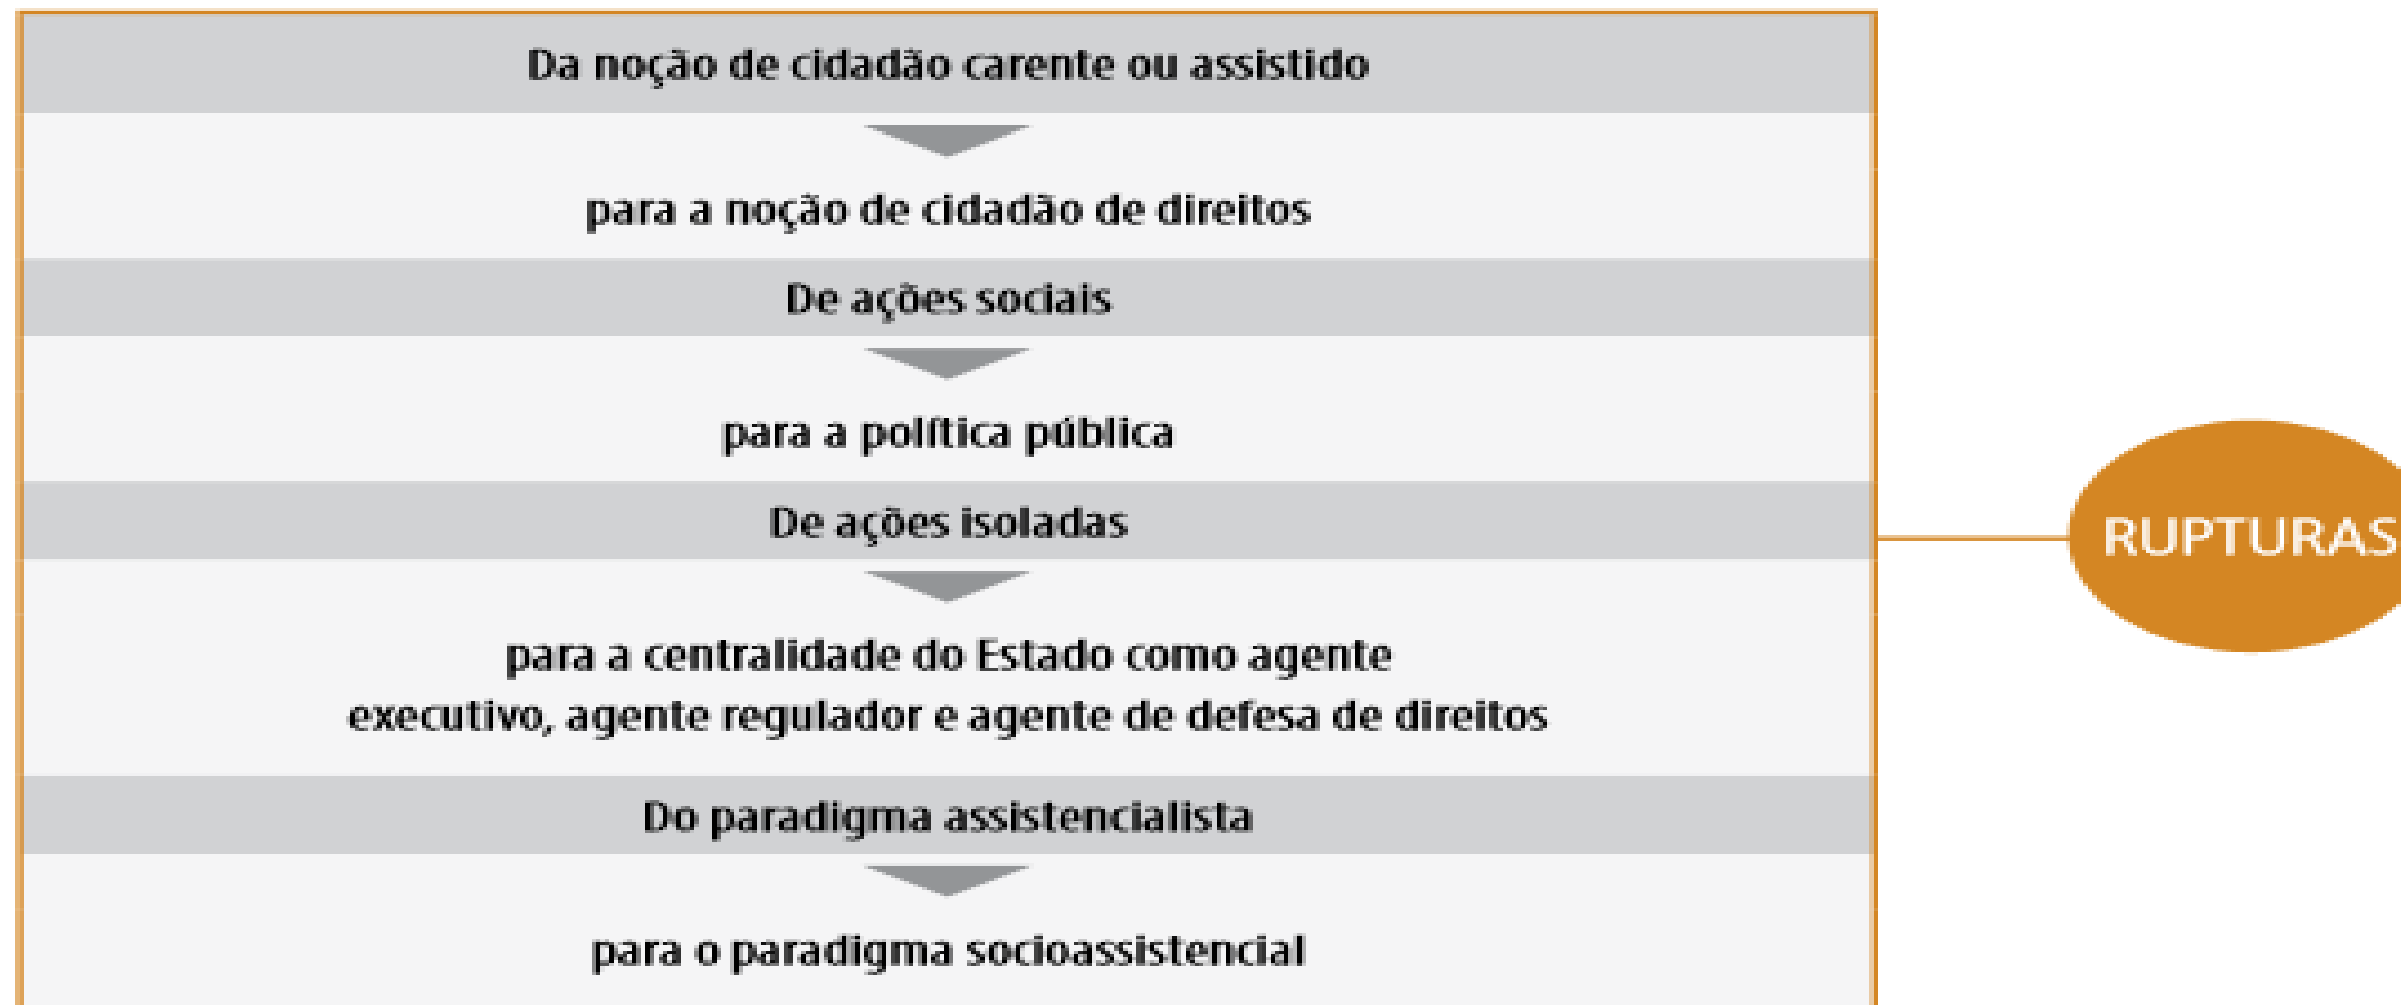 Da noção de cidadão carente ou assistido
para a noção de cidadão de direitos
De ações sociais
para a política pública
De ações isoladas
para a centralidade do Estado como agente
executivo, agente regulador e agente de defesa de direitos
Do paradigma assistencialista
para o paradigma socioassistencial
RUPTURAS